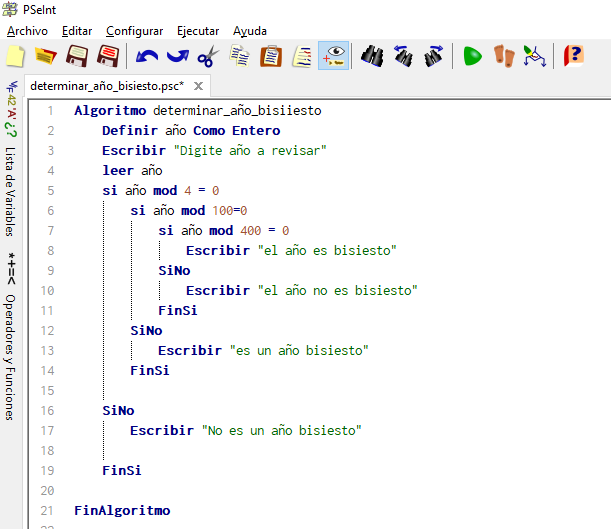 PSeInt
Archivo Editar Configurar Ejecutar Ayuda
determinar_año_bisiesto.psc* X
42 'A' ¿?
Lista de Variables
*+=<
Operadores y Funciones
1 Algoritmo determinar_año_bisiiesto
2 Definir año Como Entero
3 Escribir "Digite año a revisar"
4 leer año
5 si año mod 4 = 0
6 si año mod 100=0
7 si año mod 400 = 0
8 Escribir "el año es bisiesto"
9 SiNo
10 Escribir "el año no es bisiesto"
11 FinSi
12 SiNo
13 Escribir "es un año bisiesto"
14 FinSi
15
16 SiNo
17 Escribir "No es un año bisiesto"
18
19 FinSi
20
21 FinAlgoritmo